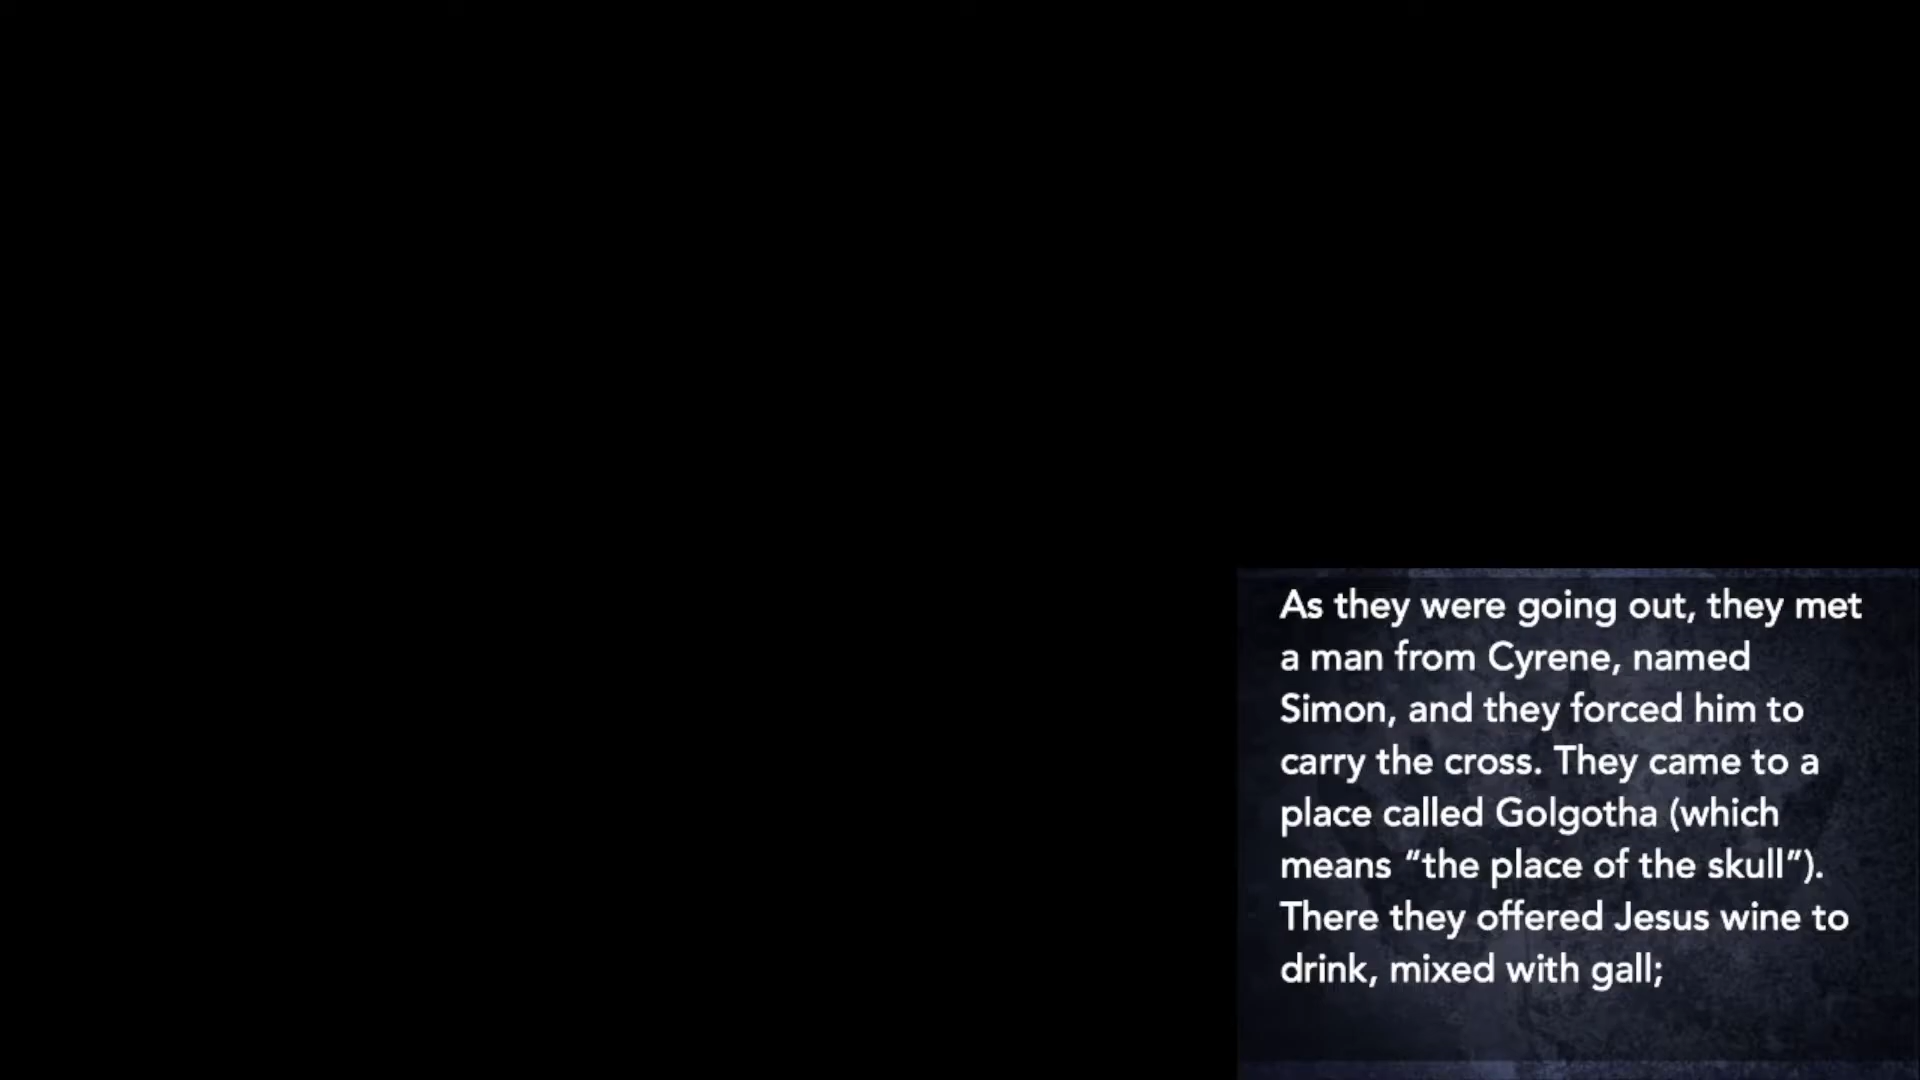 As they were going out, they met
a man from Cyrene, named
Simon, and they forced him to
carry the cross. They came to a
place called Golgotha (which
means “the place of the skull”).
There they offered Jesus wine to
drink, mixed with gall;